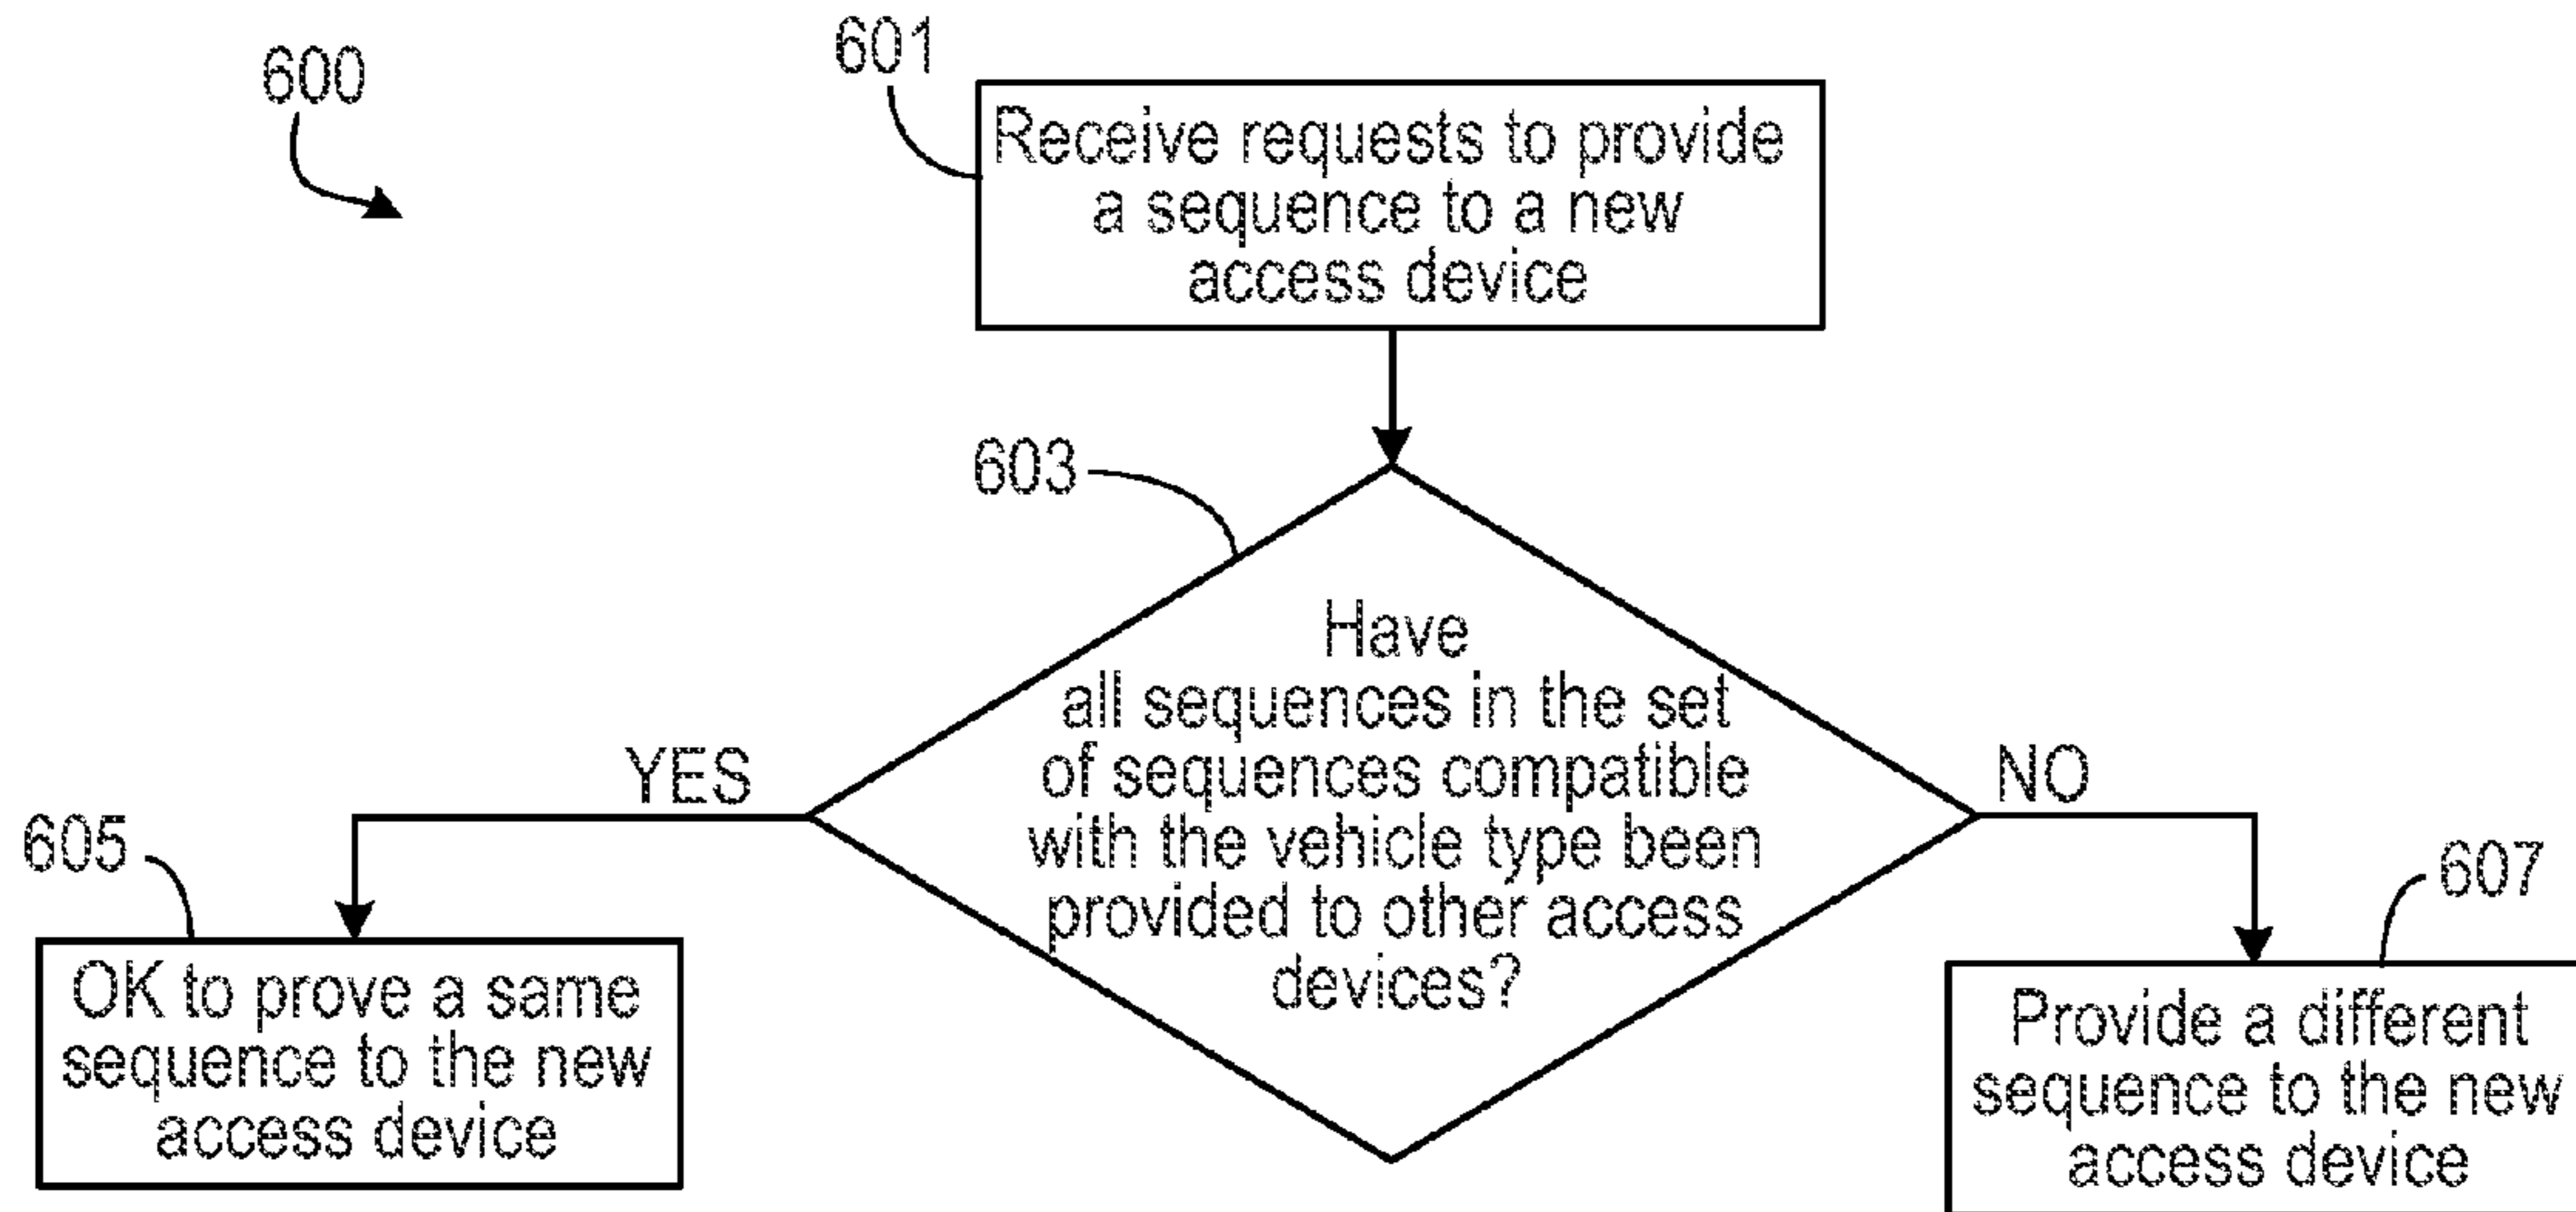 600
601
Receive requests to provide
a sequence to a new
access device
603
Have
all sequences in the set
of sequences compatible
with the vehicle type been
provided to other access
devices?
YES
NO
605
OK to prove a same
sequence to the new
access device
607
Provide a different
sequence to the new
access device